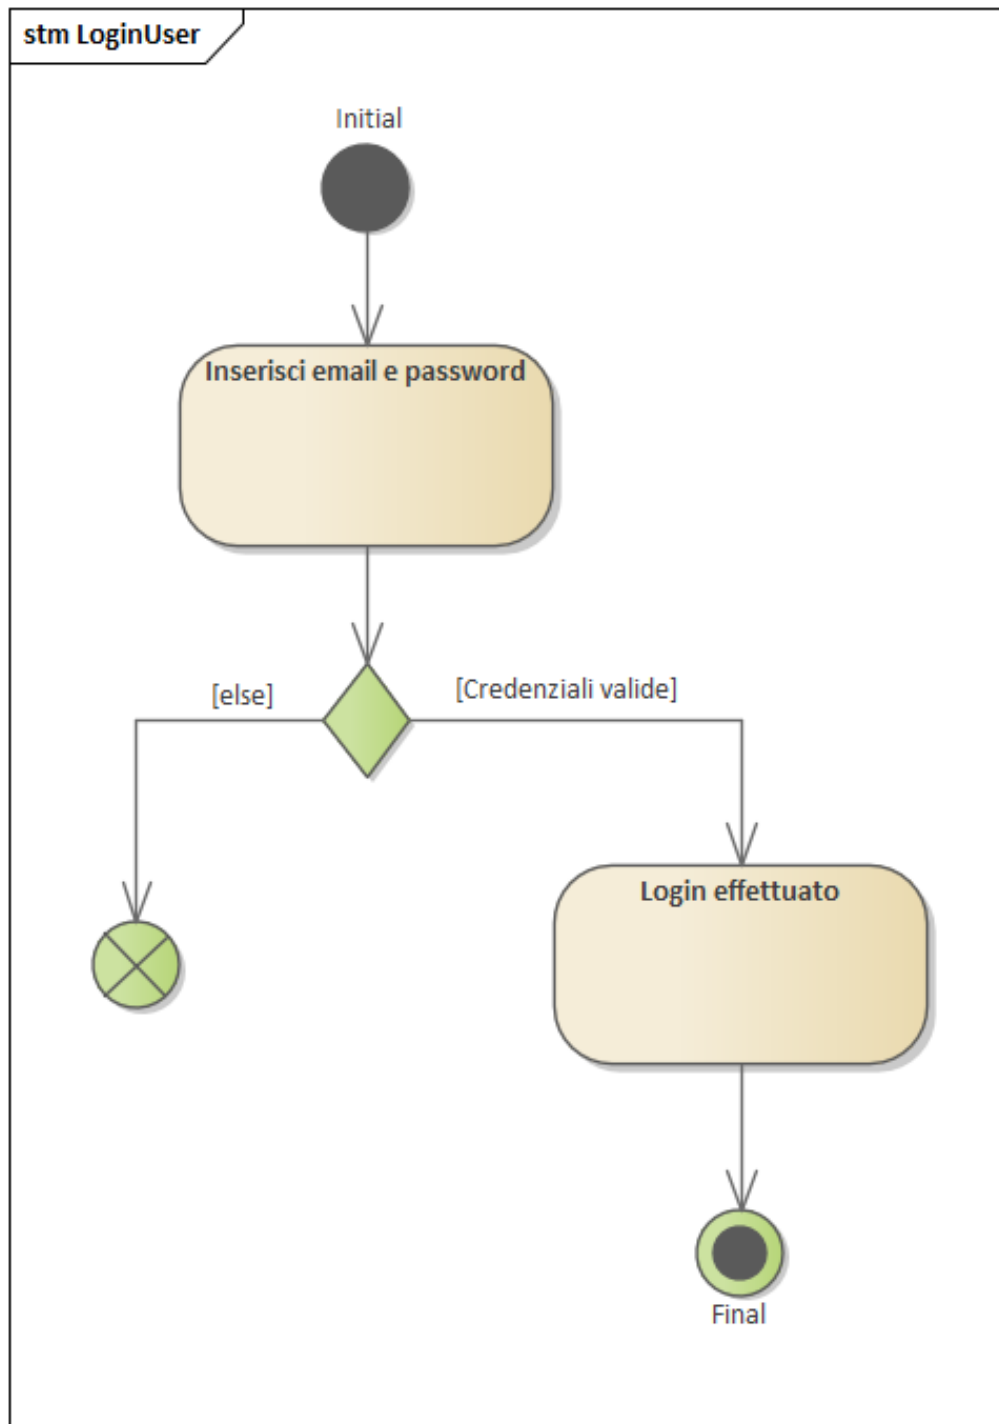 stm LoginUser
Initial
Inserisci email e password
[else]
[Credenziali valide]
Login effettuato
Final